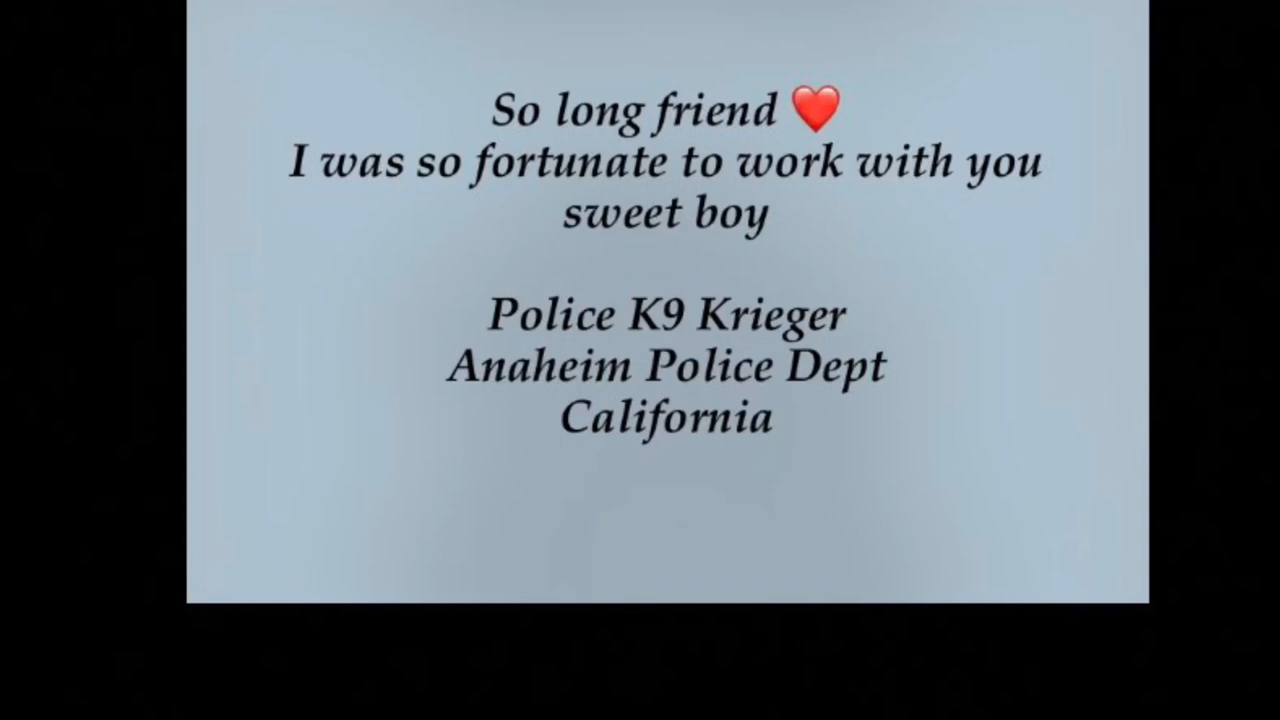 So long friend ❤️
I was so fortunate to work with you
sweet boy
Police K9 Krieger
Anaheim Police Dept
California